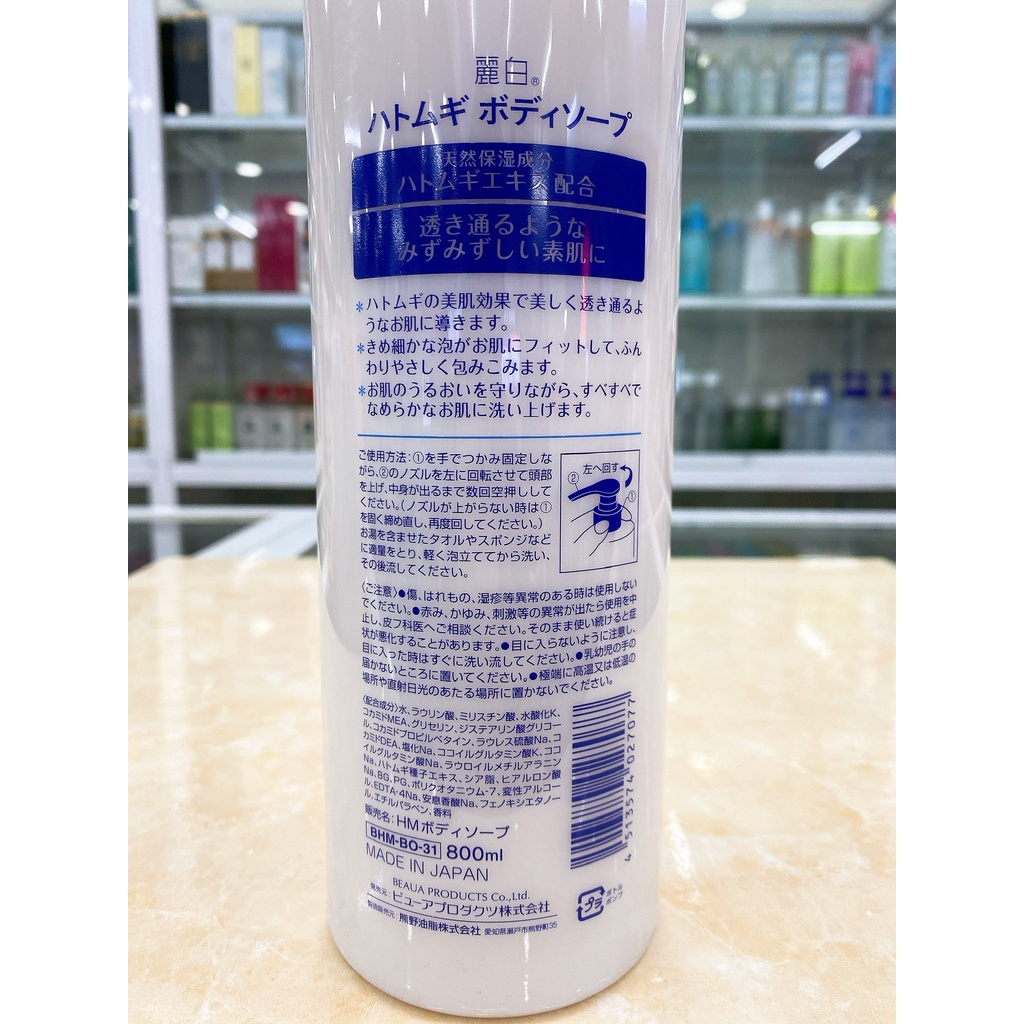 麗白®
ハトムギ ボディソープ
天然保湿成分
ハトムギエキス配合
透き通るような
みずみずしい素肌に
*ハトムギの美肌効果で美しく透き通るよ
うなお肌に導きます。
*きめ細かな泡がお肌にフィットして、ふん
わりやさしく包みこみます。
*お肌のうるおいを守りながら、すべすべで
なめらかなお肌に洗い上げます。
ご使用方法:①を手でつかみ固定しな
がら、②のノズルを左に回転させて頭部
を上げ、中身が出るまで数回空押しして
ください。(ノズルが上がらない時は①
を固く締め直し、再度回してください。)
お湯を含ませたタオルやスポンジなど
に適量をとり、軽く泡立ててから洗い、
その後流してください。
左へ回す
②
①
〈ご注意〉●傷、はれもの、湿疹等異常のある時は使用しない
でください。●赤み、かゆみ、刺激等の異常が出たら使用を中
止し、皮フ科医へご相談ください。そのまま使い続けると症
状が悪化することがあります。●目に入らないように注意し、
目に入った時はすぐに洗い流してください。●乳幼児の手の
届かないところに置いてください。●極端に高温又は低温の
場所や直射日光のあたる場所に置かないでください。
〈配合成分〉水、ラウリン酸、ミリスチン酸、水酸化K、
コカミドMEA、グリセリン、ジステアリン酸グリコー
ル、コカミドプロピルベタイン、ラウレス硫酸Na、コ
カミドDEA、塩化Na、ココイルグルタミン酸K、ココ
イルグルタミン酸Na、ラウロイルメチルアラニン
Na、ハトムギ種子エキス、シア脂、ヒアルロン酸
Na、BG、PG、ポリクオタニウム-7、変性アルコー
ル、EDTA-4Na、安息香酸Na、フェノキシエタノー
ル、エチルパラベン、香料
販売名:HMボディソープ
BHM-BO-31 800ml
MADE IN JAPAN
BEAUA PRODUCTS Co.,Ltd.
発売元:ビューアプロダクツ株式会社
製造販売元:熊野油脂株式会社 愛知県瀬戸市熊野町35
4 513574 027077
プラ
ボトル
ポンプ